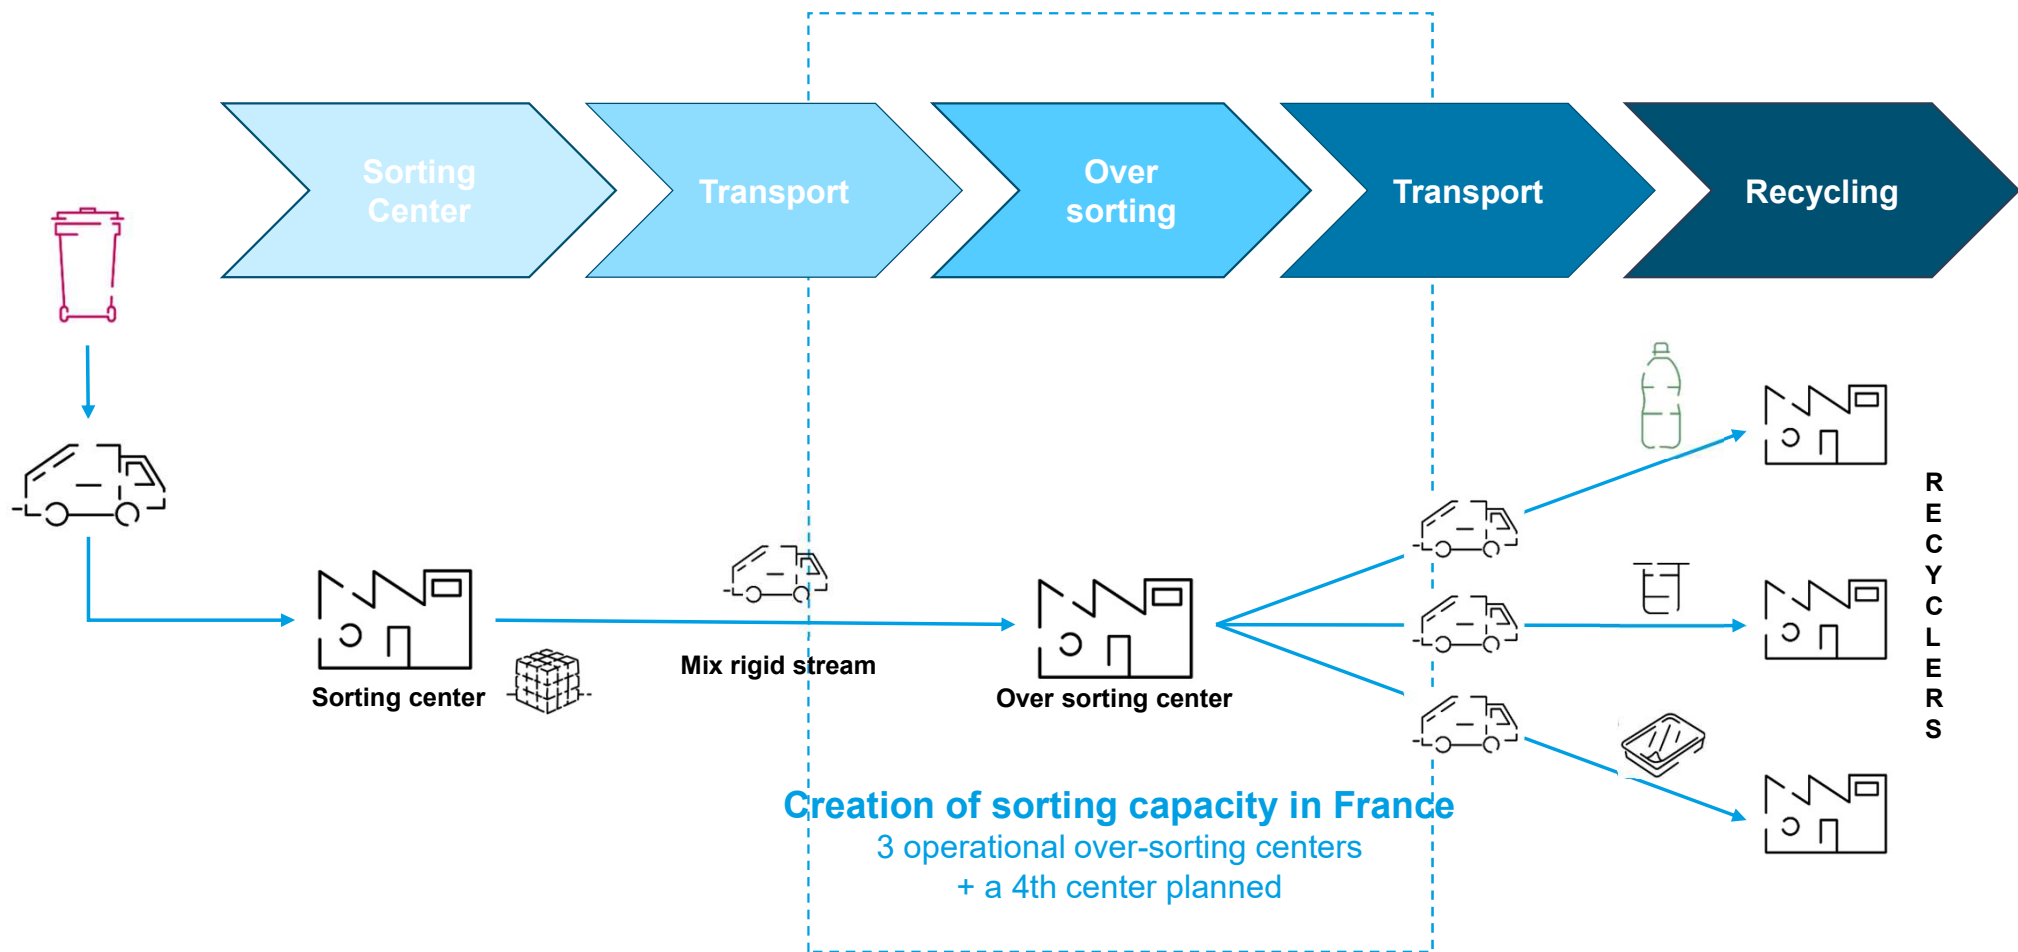 Sorting
Center
Transport
Over
sorting
Transport
Recycling
Sorting center
Mix rigid stream
Over sorting center
RECYCLERS
Creation of sorting capacity in France
3 operational over-sorting centers
+ a 4th center planned